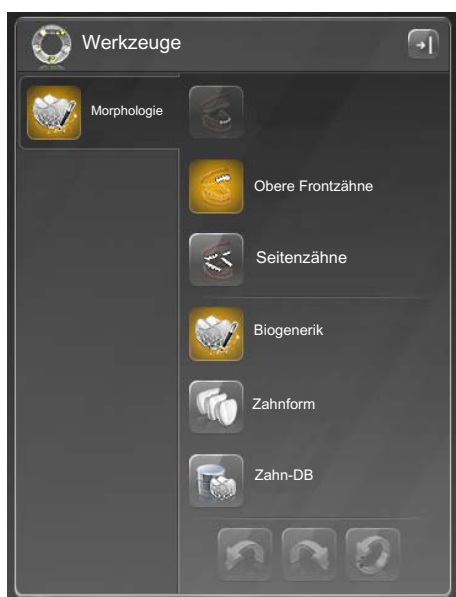 Werkzeuge
Morphologie
Obere Frontzähne
Seitenzähne
Biogenerik
Zahnform
Zahn-DB